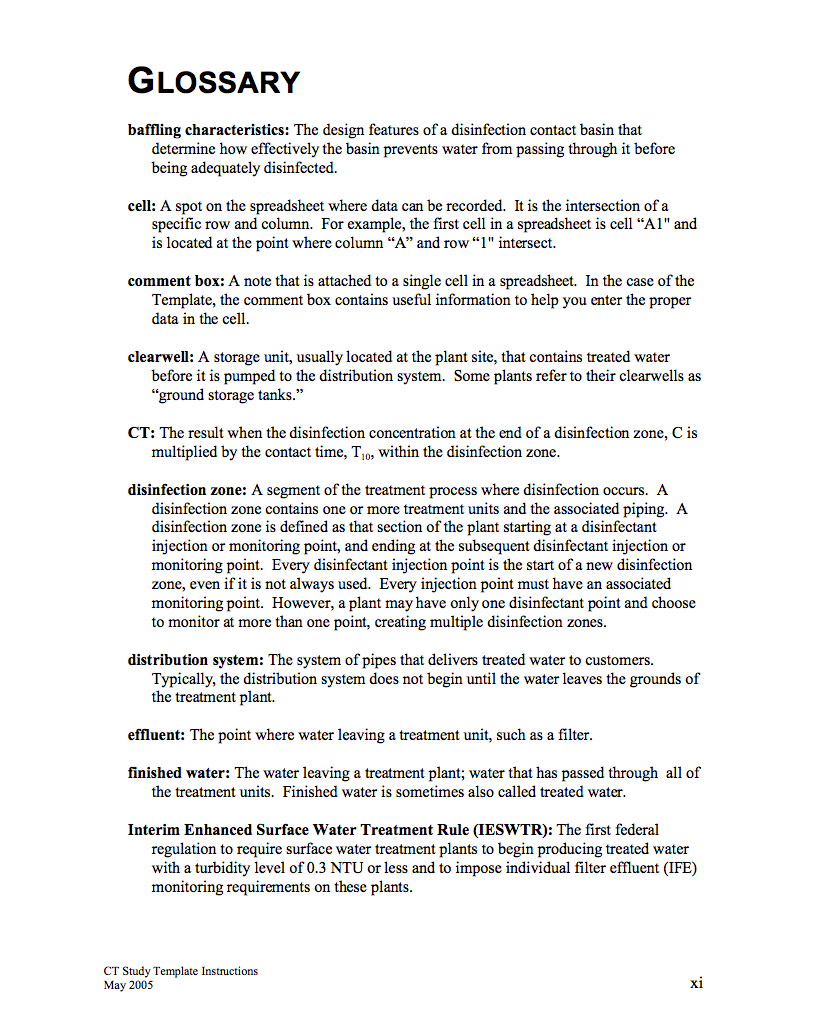 GLOSSARY
baffling characteristics: The design features of a disinfection contact basin that
determine how effectively the basin prevents water from passing through it before
being adequately disinfected.
cell: A spot on the spreadsheet where data can be recorded. It is the intersection of a
specific row and column. For example, the first cell in a spreadsheet is cell “A1" and
is located at the point where column “A” and row “1" intersect.
comment box: A note that is attached to a single cell in a spreadsheet. In the case of the
Template, the comment box contains useful information to help you enter the proper
data in the cell.
clearwell: A storage unit, usually located at the plant site, that contains treated water
before it is pumped to the distribution system. Some plants refer to their clearwells as
“ground storage tanks.”
CT: The result when the disinfection concentration at the end of a disinfection zone, C is
multiplied by the contact time, T10, within the disinfection zone.
disinfection zone: A segment of the treatment process where disinfection occurs. A
disinfection zone contains one or more treatment units and the associated piping. A
disinfection zone is defined as that section of the plant starting at a disinfectant
injection or monitoring point, and ending at the subsequent disinfectant injection or
monitoring point. Every disinfectant injection point is the start of a new disinfection
zone, even if it is not always used. Every injection point must have an associated
monitoring point. However, a plant may have only one disinfectant point and choose
to monitor at more than one point, creating multiple disinfection zones.
distribution system: The system of pipes that delivers treated water to customers.
Typically, the distribution system does not begin until the water leaves the grounds of
the treatment plant.
effluent: The point where water leaving a treatment unit, such as a filter.
finished water: The water leaving a treatment plant; water that has passed through all of
the treatment units. Finished water is sometimes also called treated water.
Interim Enhanced Surface Water Treatment Rule (IESWTR): The first federal
regulation to require surface water treatment plants to begin producing treated water
with a turbidity level of 0.3 NTU or less and to impose individual filter effluent (IFE)
monitoring requirements on these plants.
CT Study Template Instructions
May 2005
xi